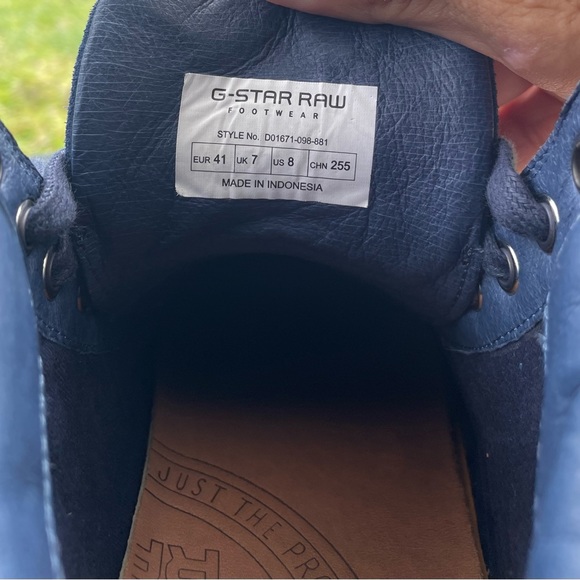 G-STAR RAW
FOOTWEAR
STYLE No. D01671-098-881
EUR 41 UK 7 US 8 CHN 255
MADE IN INDONESIA
JUST THE PRO
R